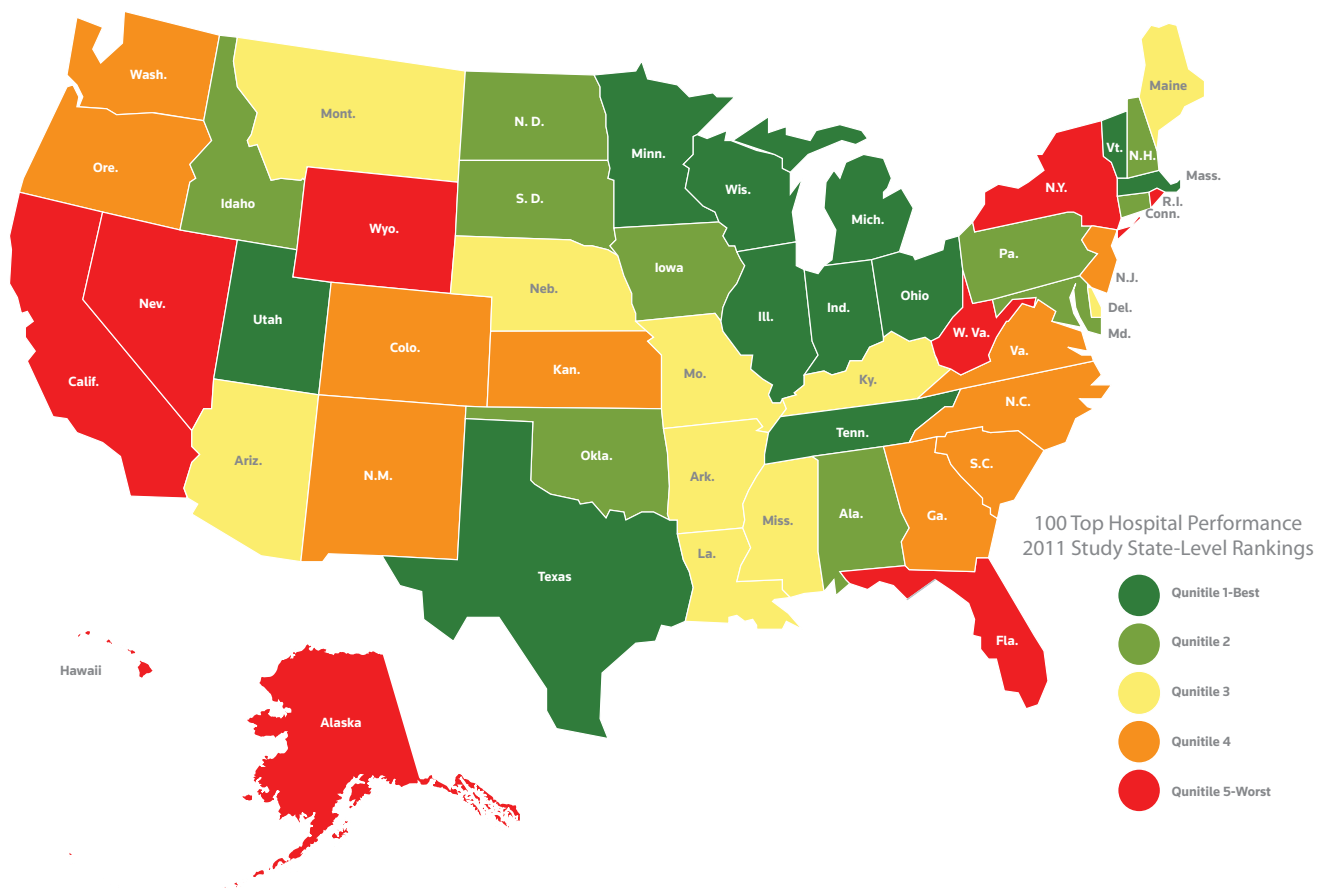 Wash.
Mont.
N. D.
Minn.
Maine
Vt.
N.H.
Ore.
Idaho
S. D.
Wis.
Mich.
N.Y.
Mass.
R.I.
Conn.
Wyo.
Iowa
Pa.
N.J.
Nev.
Utah
Neb.
Ill.
Ind.
Ohio
Del.
Md.
Calif.
Colo.
Kan.
Mo.
Ky.
W. Va.
Va.
Ariz.
N.M.
Okla.
Ark.
Tenn.
N.C.
S.C.
Texas
La.
Miss.
Ala.
Ga.
Fla.
Hawaii
Alaska
100 Top Hospital Performance
2011 Study State-Level Rankings
Qunitile 1-Best
Qunitile 2
Qunitile 3
Qunitile 4
Qunitile 5-Worst